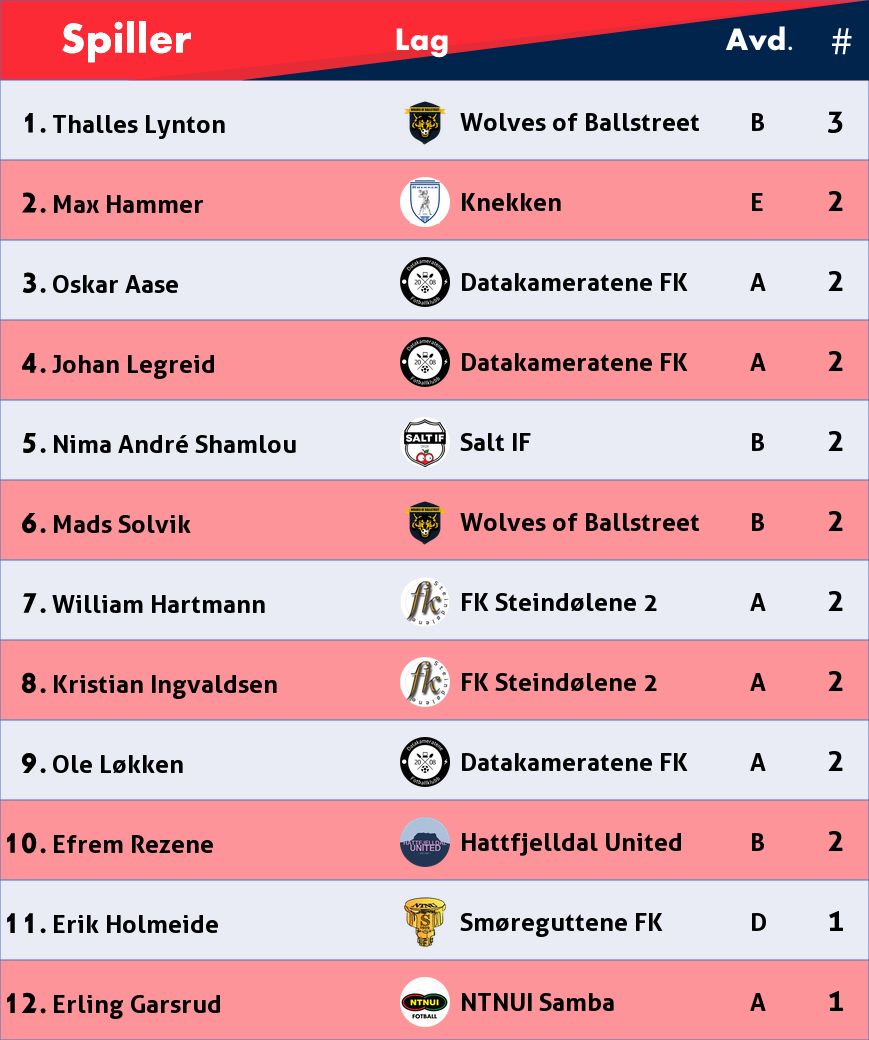 Spiller Lag Avd. #
1. Thalles Lynton Wolves of Ballstreet B 3
2. Max Hammer Knekken E 2
3. Oskar Aase Datakameratene FK A 2
4. Johan Legreid Datakameratene FK A 2
5. Nima André Shamlou SALT IF Salt IF B 2
6. Mads Solvik Wolves of Ballstreet B 2
7. William Hartmann fk Steindølene FK Steindølene 2 A 2
8. Kristian Ingvaldsen fk Steindølene FK Steindølene 2 A 2
9. Ole Løkken Datakameratene FK A 2
10. Efrem Rezene HATTFJELLDAL UNITED Hattfjelldal United B 2
11. Erik Holmeide Smøreguttene FK D 1
12. Erling Garsrud NTNUI FOTBALL NTNUI Samba A 1